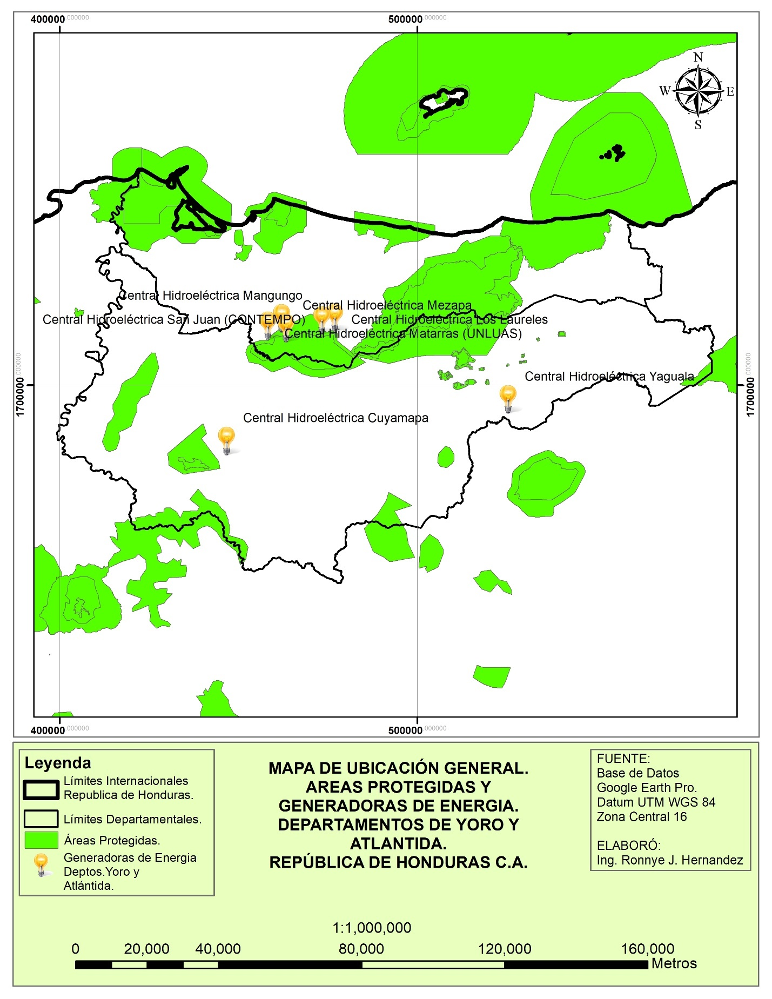 400000.000000
500000.000000
N
W
E
S
Central Hidroeléctrica Mangungo
Central Hidroeléctrica Mezapa
Central Hidroeléctrica San Juan (CONTEMPO)
Central Hidroeléctrica Los Laureles
Central Hidroeléctrica Matarras (UNLUAS)
1700000.000000
1700000.000000
Central Hidroeléctrica Yaguala
Central Hidroeléctrica Cuyamapa
400000.000000
500000.000000
Leyenda
Límites Internacionales
Republica de Honduras.
Límites Departamentales.
Áreas Protegidas.
Generadoras de Energia
Deptos.Yoro y
Atlántida.
MAPA DE UBICACIÓN GENERAL.
AREAS PROTEGIDAS Y
GENERADORAS DE ENERGIA.
DEPARTAMENTOS DE YORO Y
ATLANTIDA.
REPÚBLICA DE HONDURAS C.A.
FUENTE:
Base de Datos
Google Earth Pro.
Datum UTM WGS 84
Zona Central 16
ELABORÓ:
Ing. Ronnye J. Hernandez
1:1,000,000
0 20,000 40,000 80,000 120,000 160,000
Metros